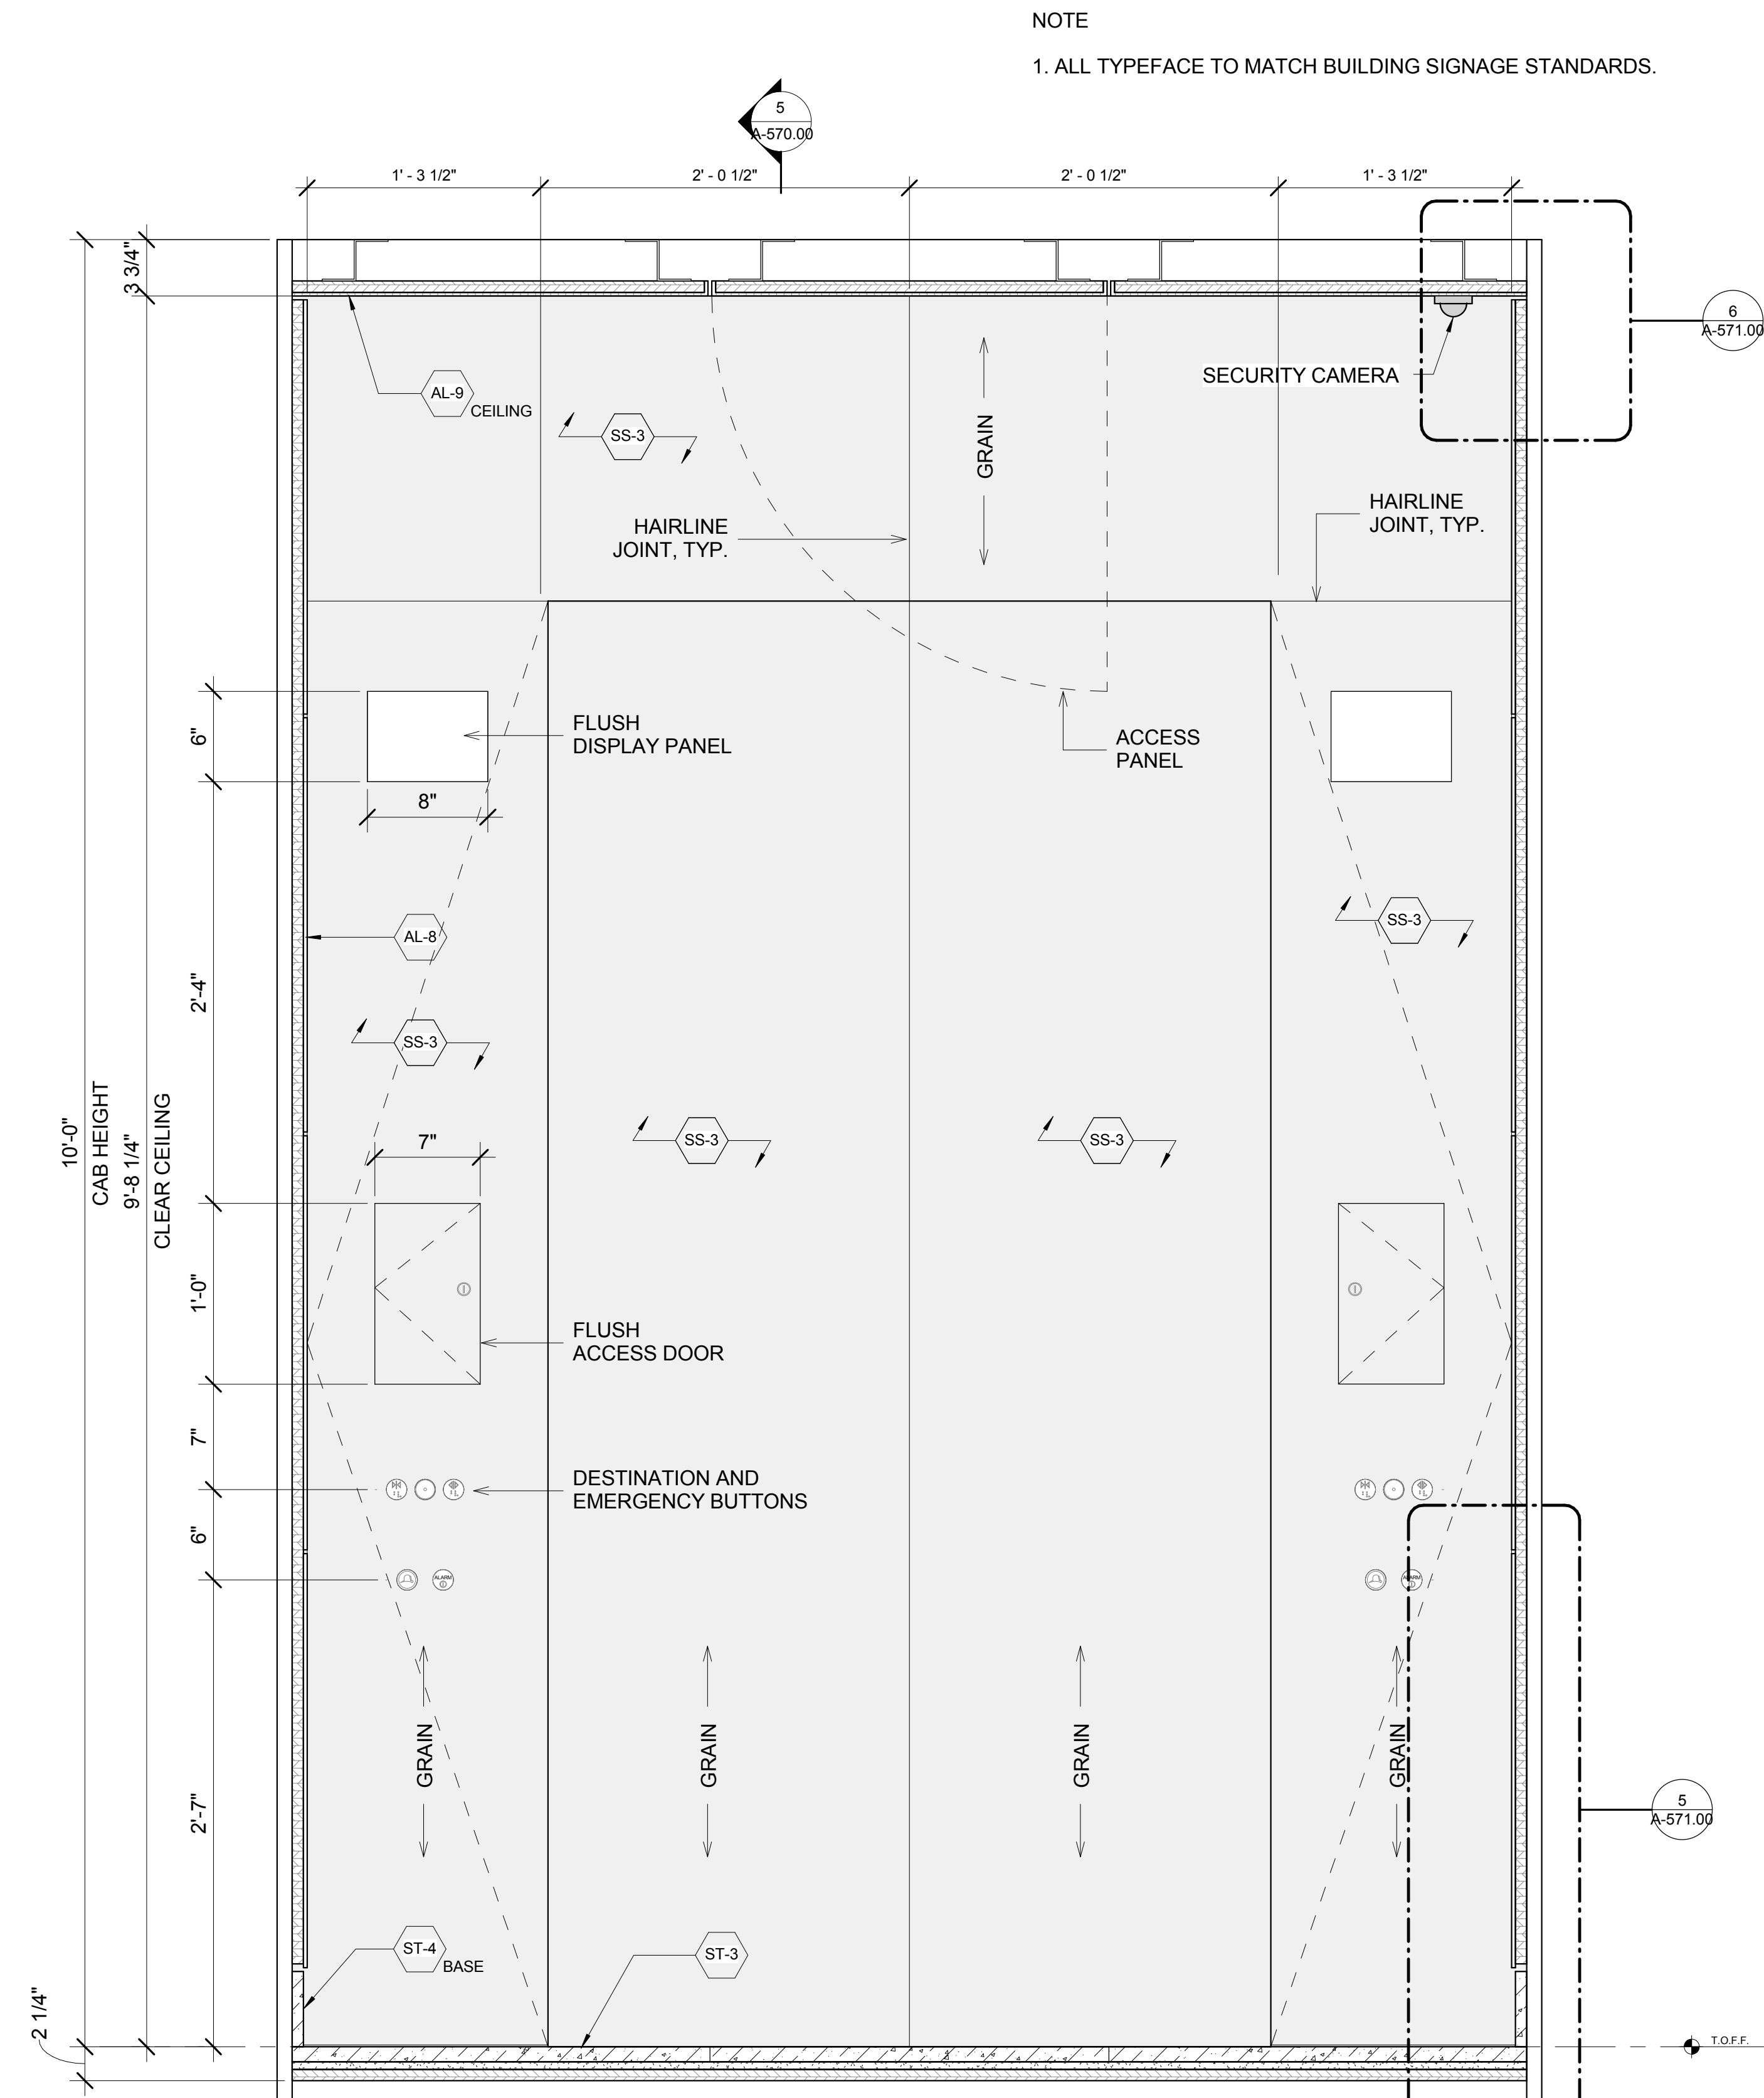 NOTE
1. ALL TYPEFACE TO MATCH BUILDING SIGNAGE STANDARDS.
5
A-570.00
1' - 3 1/2"
2' - 0 1/2"
2' - 0 1/2"
1' - 3 1/2"
3 3/4"
6
A-571.00
SECURITY CAMERA
AL-9
CEILING
SS-3
GRAIN
HAIRLINE
JOINT, TYP.
HAIRLINE
JOINT, TYP.
6"
FLUSH
DISPLAY PANEL
ACCESS
PANEL
8"
AL-8
SS-3
2'-4"
SS-3
10'-0"
CAB HEIGHT
9'-8 1/4"
CLEAR CEILING
7"
SS-3
SS-3
1'-0"
FLUSH
ACCESS DOOR
7"
DESTINATION AND
EMERGENCY BUTTONS
6"
ALARM
ALARM
GRAIN
GRAIN
GRAIN
GRAIN
2'-7"
5
A-571.00
ST-4
BASE
ST-3
2 1/4"
T.O.F.F.